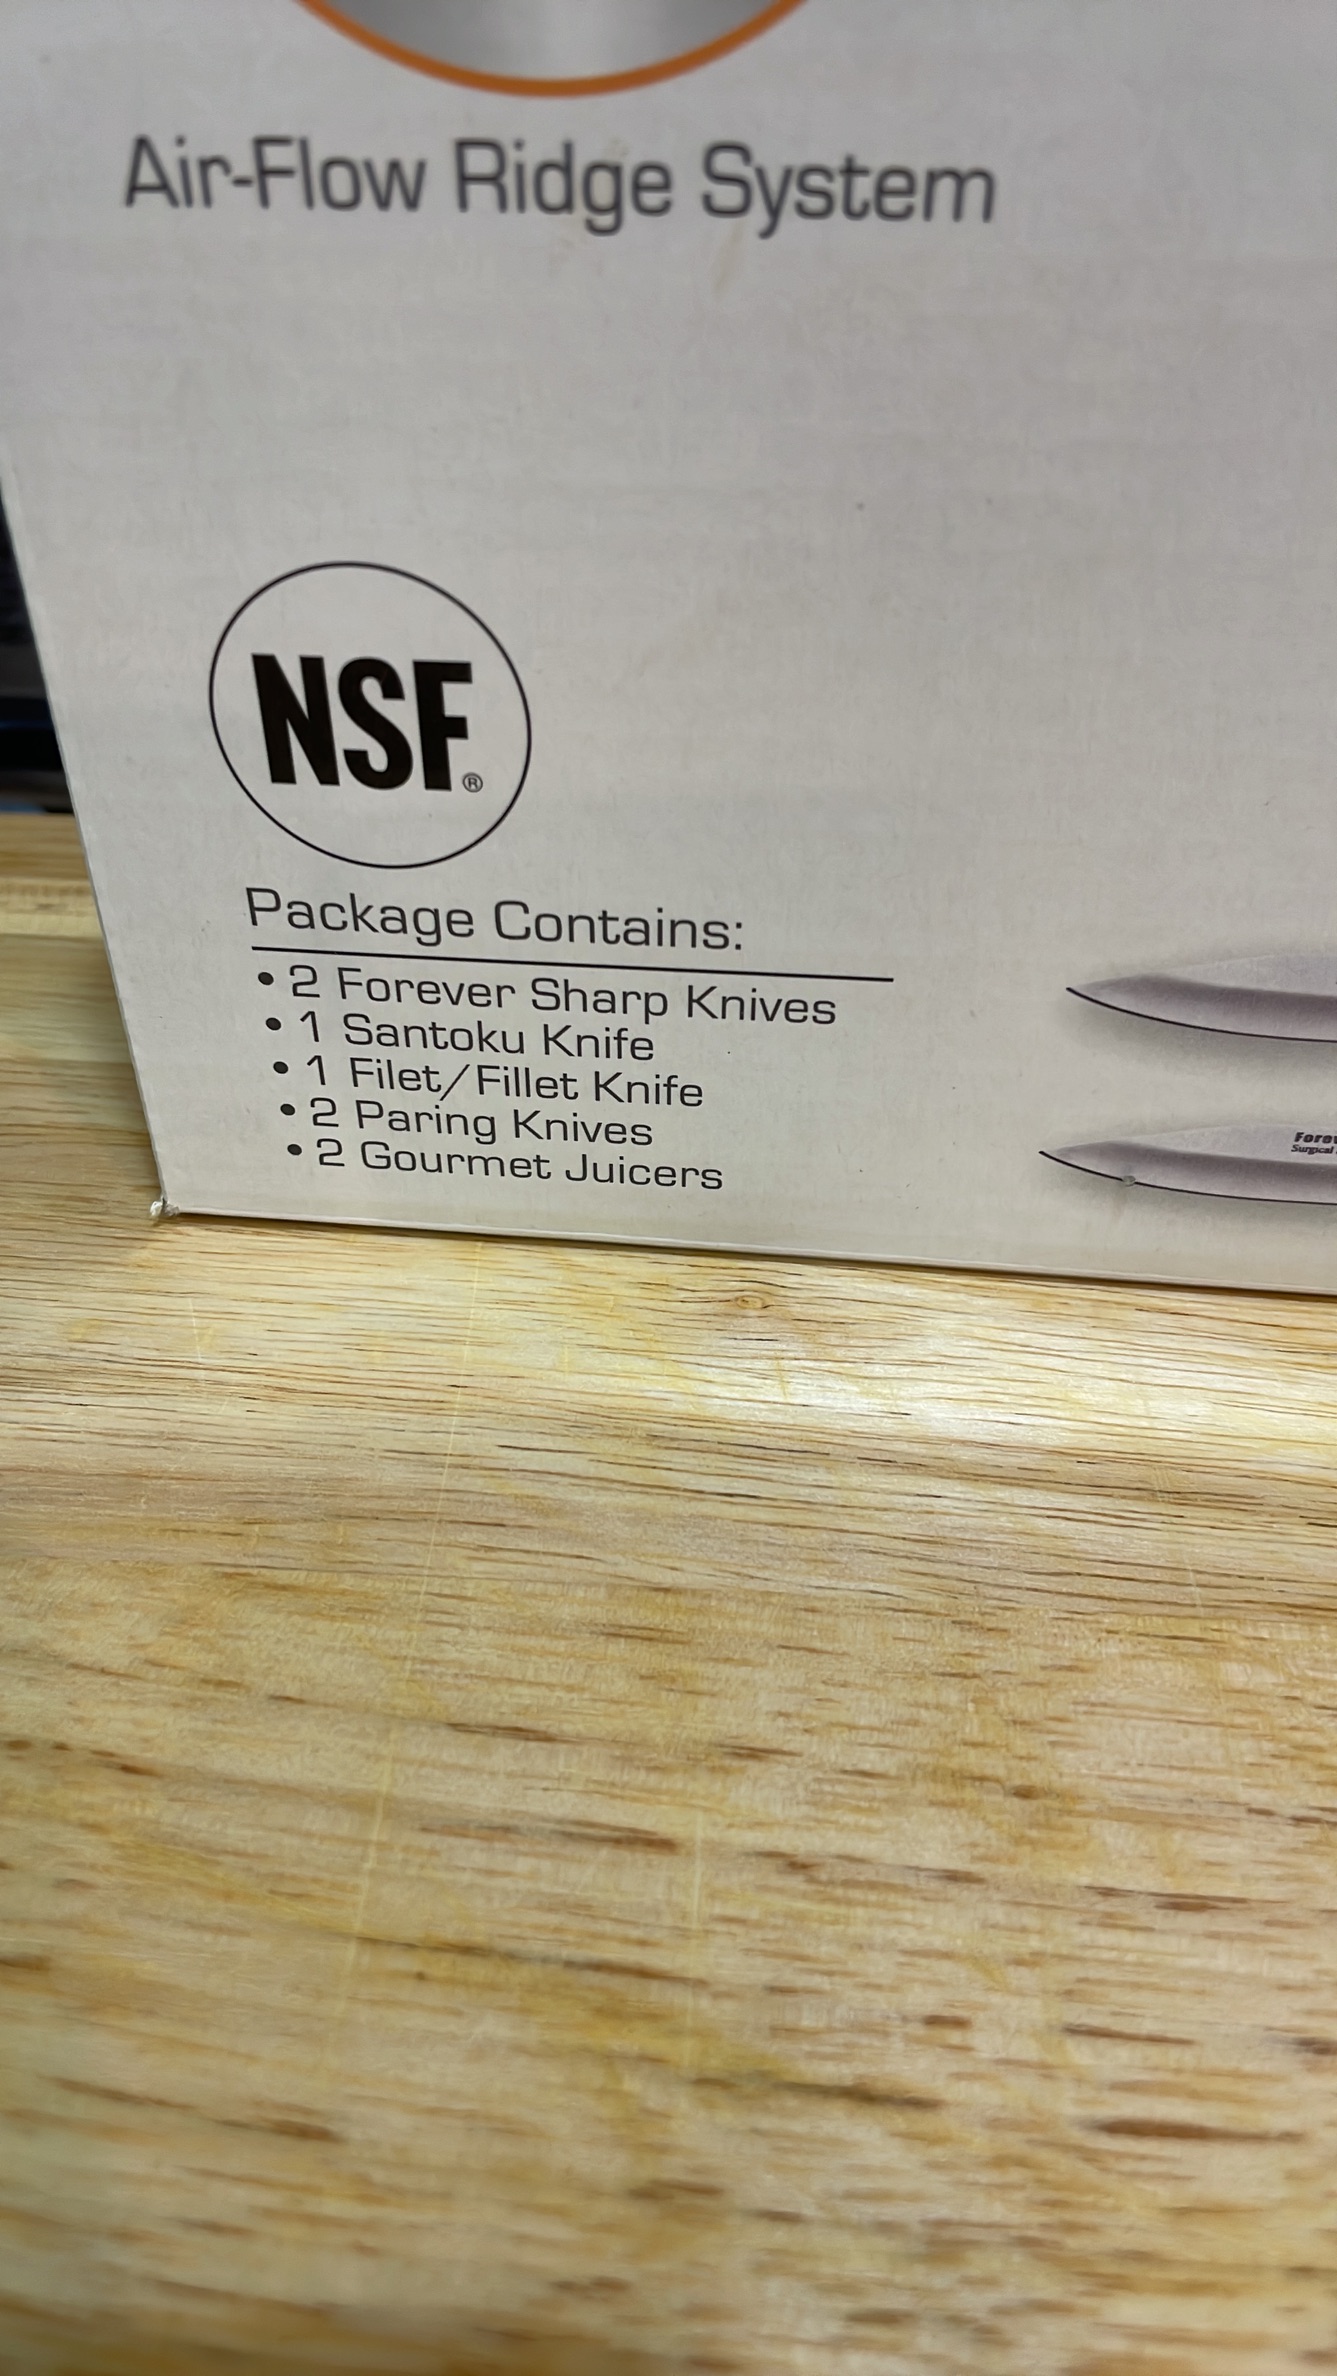 Air-Flow Ridge System
NSF®
Package Contains:
• 2 Forever Sharp Knives
• 1 Santoku Knife
• 1 Filet/Fillet Knife
• 2 Paring Knives
• 2 Gourmet Juicers
Surgical